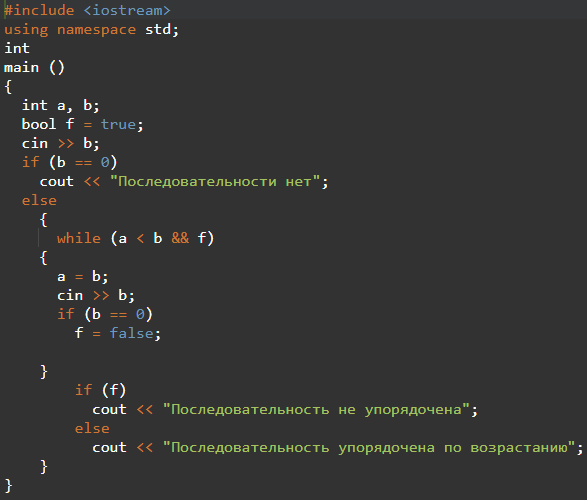 #include <iostream>
using namespace std;
int
main ()
{
  int a, b;
  bool f = true;
  cin >> b;
  if (b == 0)
    cout << "Последовательности нет";
  else
    {
      while (a < b && f)
    {
      a = b;
      cin >> b;
      if (b == 0)
        f = false;

    }
        if (f)
          cout << "Последовательность не упорядочена";
        else
          cout << "Последовательность упорядочена по возрастанию";
    }
}